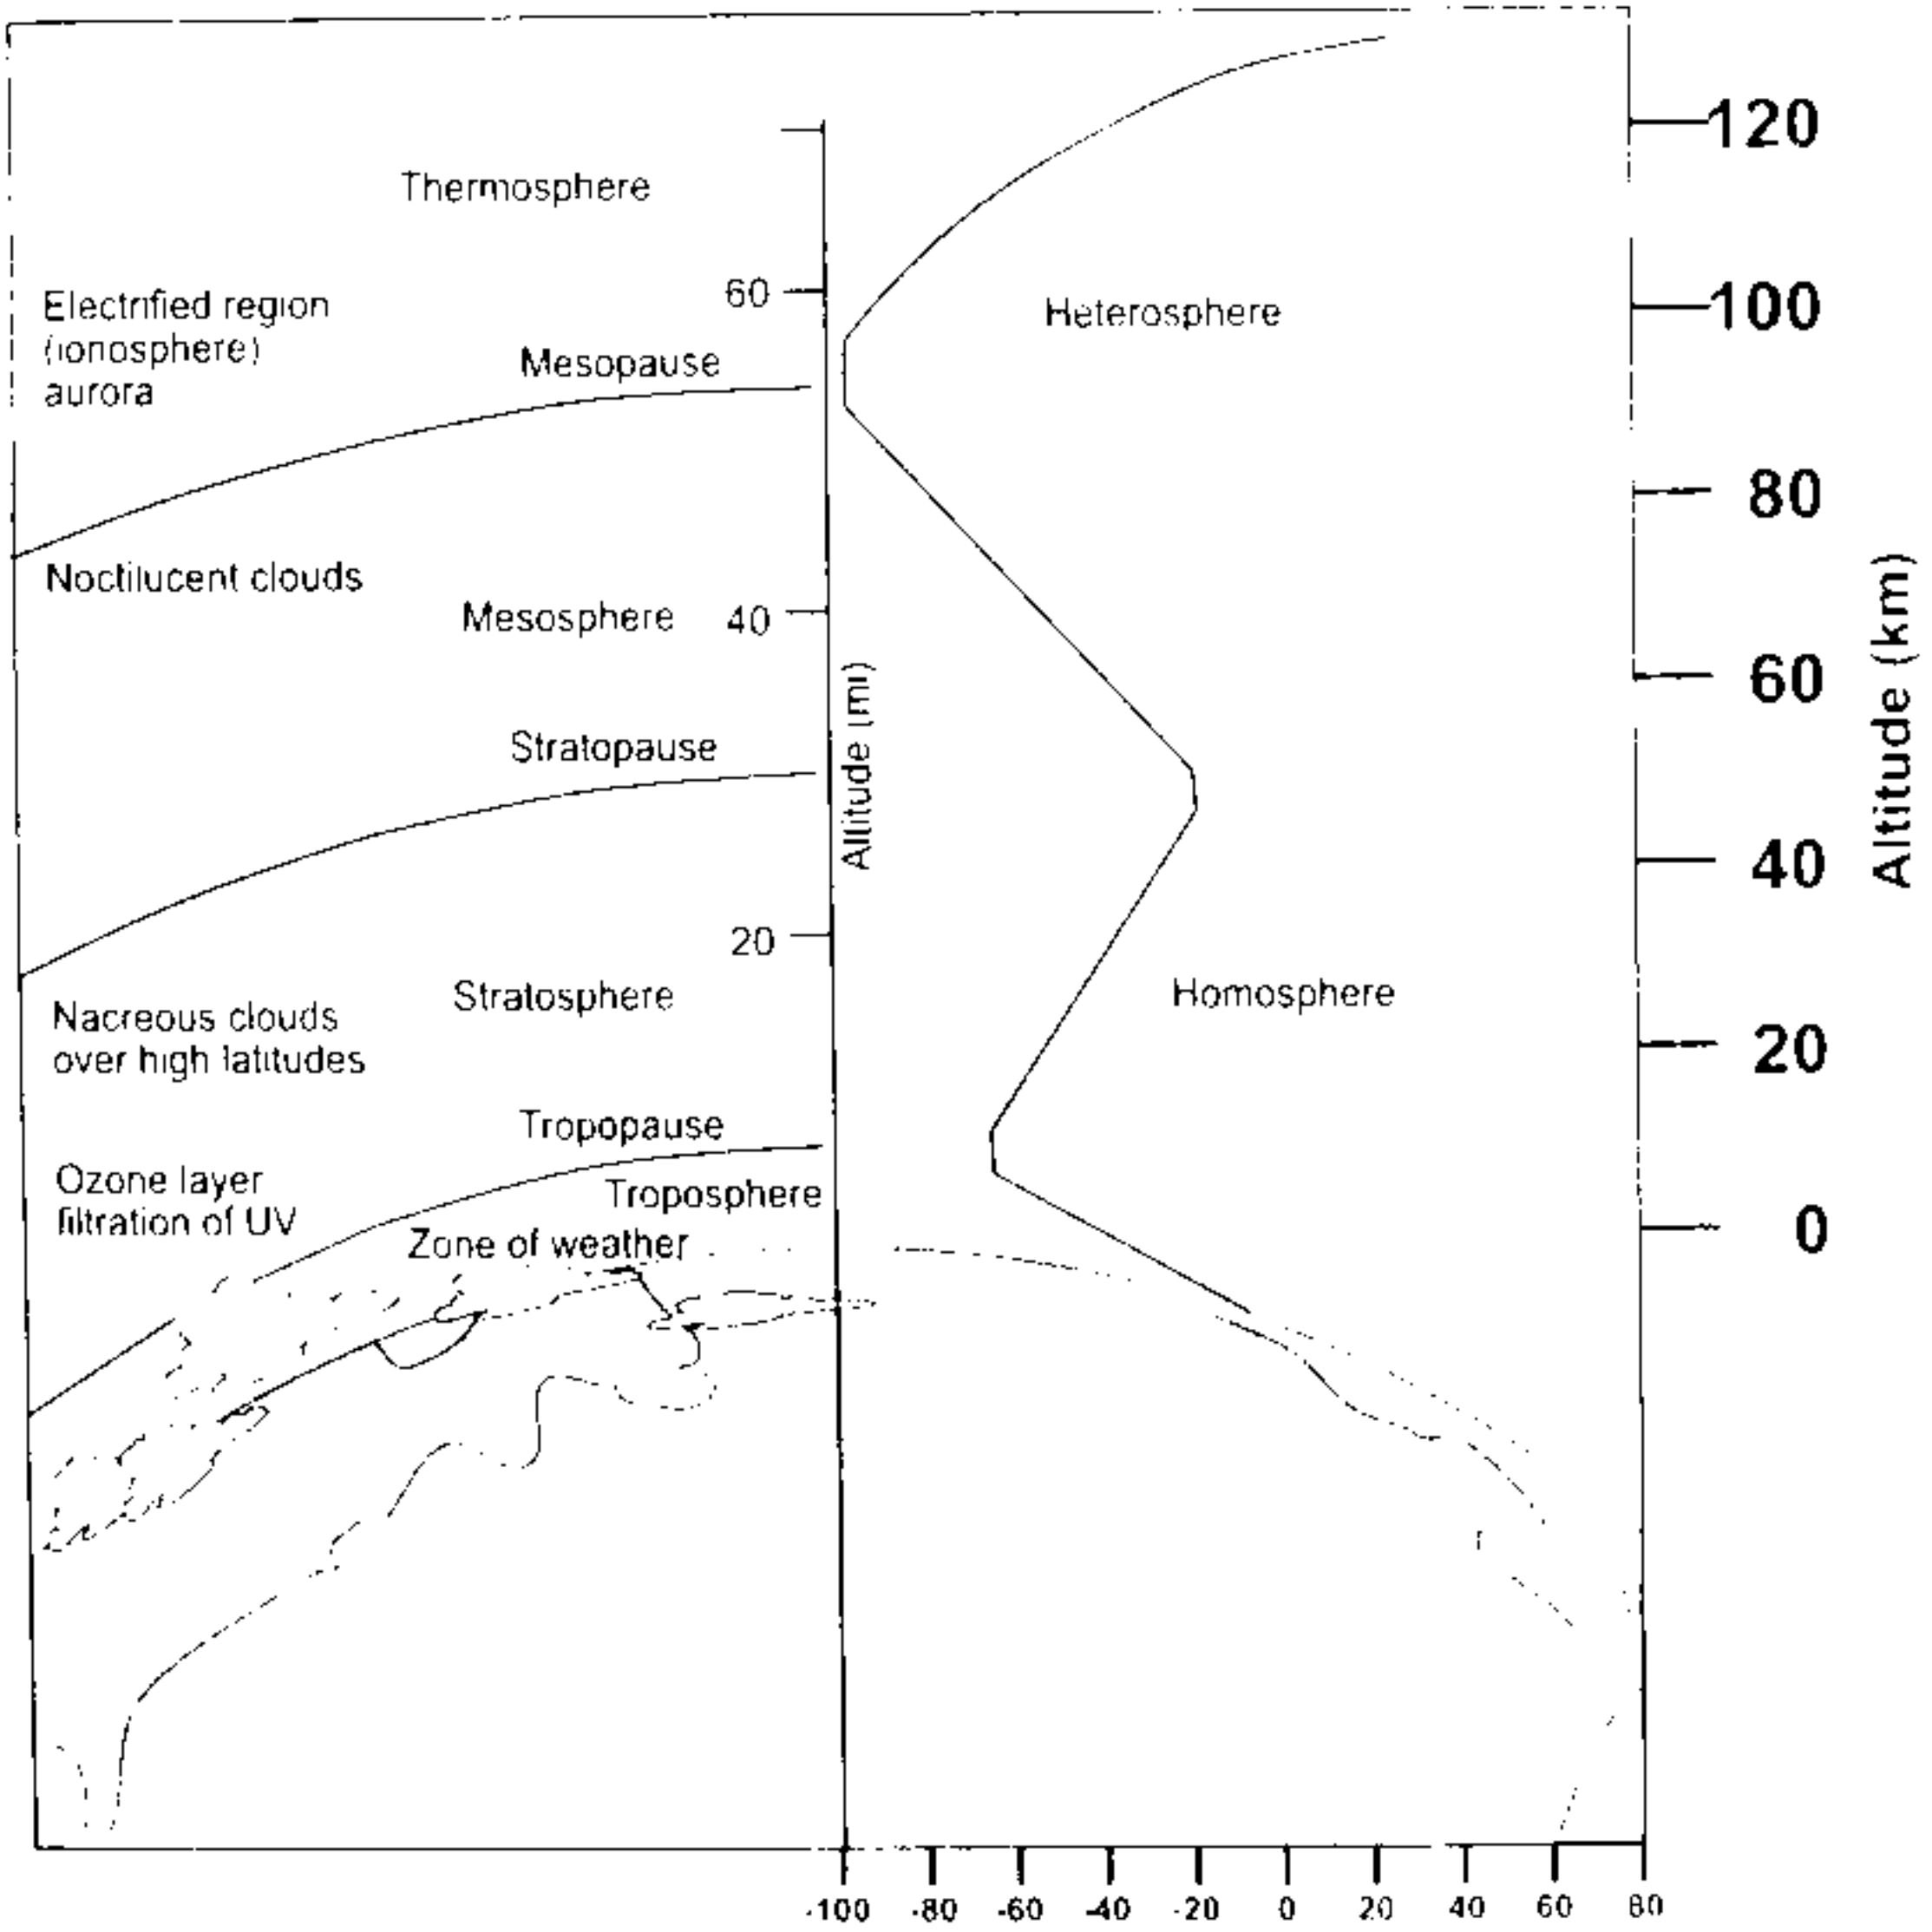 Thermosphere
Electrified region
(ionosphere)
aurora
Mesopause
Noctilucent clouds
Mesosphere
Stratopause
Nacreous clouds
over high latitudes
Stratosphere
Tropopause
Ozone layer
filtration of UV
Troposphere
Zone of weather
60
40
20
Altitude (mi)
Heterosphere
Homosphere
120
100
80
60
40
20
0
Altitude (km)
-100 -80 -60 -40 -20 0 20 40 60 80